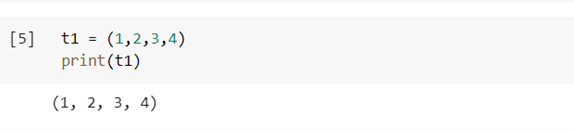 [5] t1 = (1,2,3,4)
print(t1)
(1, 2, 3, 4)